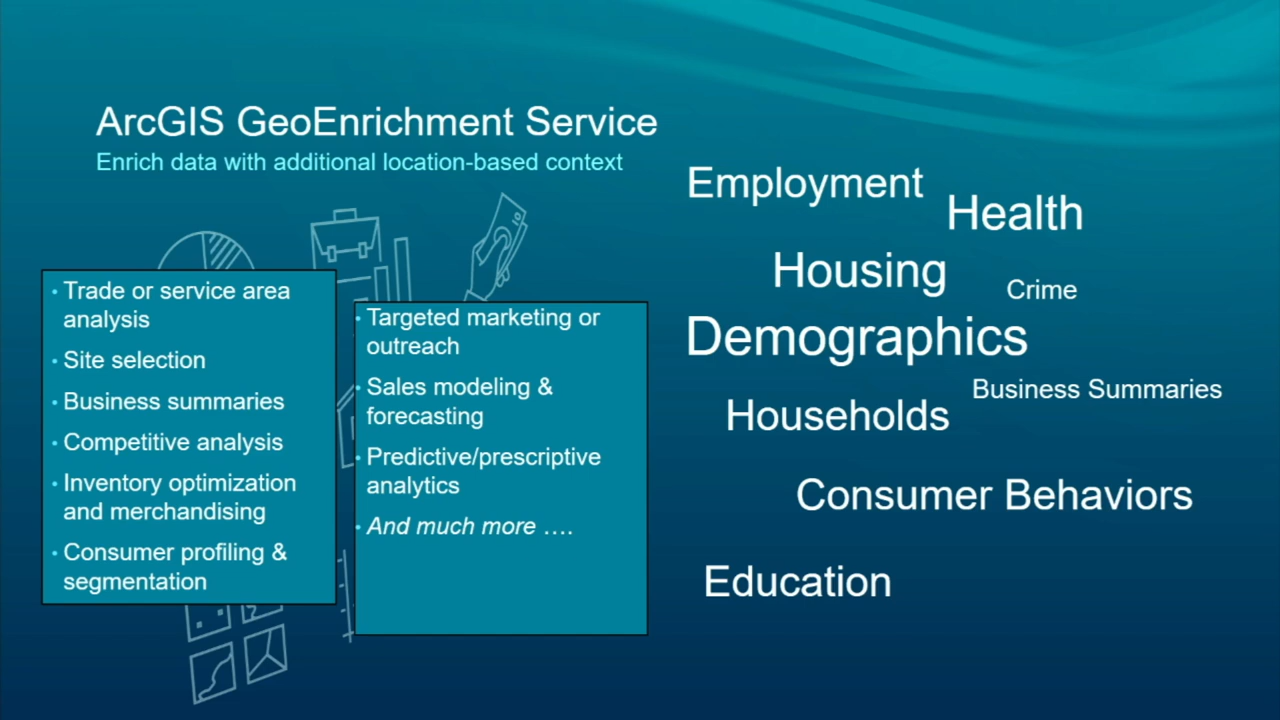 ArcGIS GeoEnrichment Service
Enrich data with additional location-based context
• Trade or service area
analysis
• Site selection
• Business summaries
• Competitive analysis
• Inventory optimization
and merchandising
• Consumer profiling &
segmentation
• Targeted marketing or
outreach
• Sales modeling &
forecasting
• Predictive/prescriptive
analytics
• And much more ….
Employment
Health
Housing
Crime
Demographics
Business Summaries
Households
Consumer Behaviors
Education